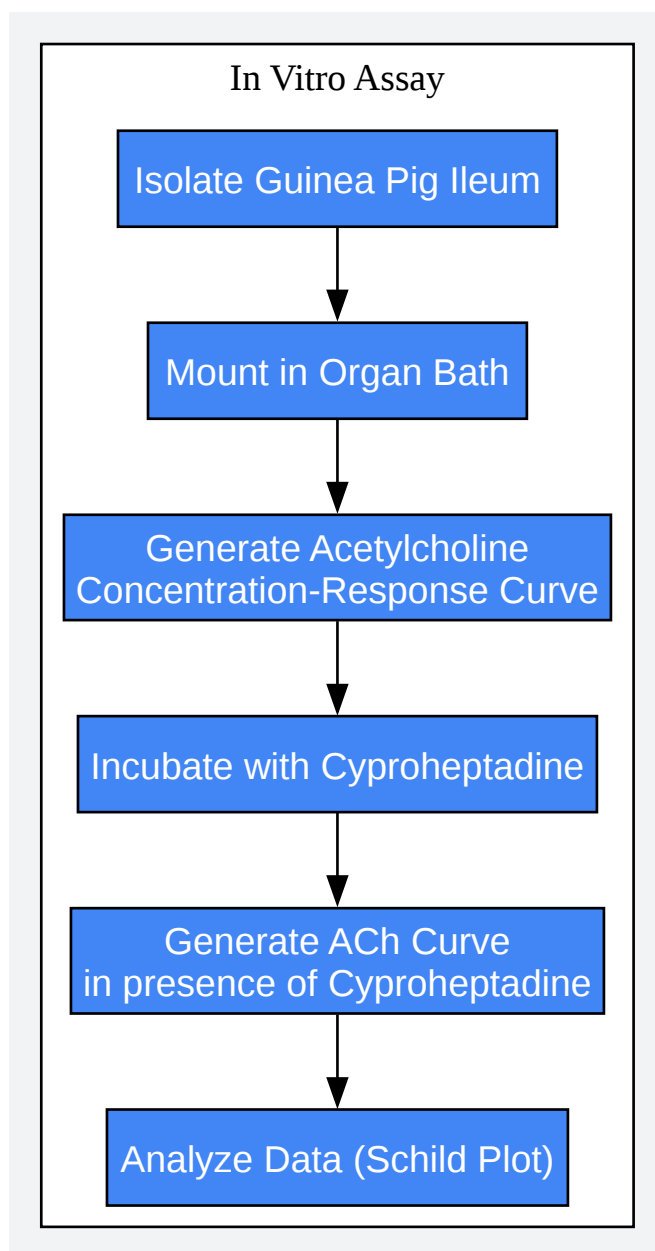 In Vitro Assay
Isolate Guinea Pig Ileum
Mount in Organ Bath
Generate Acetylcholine
Concentration-Response Curve
Incubate with Cyproheptadine
Generate ACh Curve
in presence of Cyproheptadine
Analyze Data (Schild Plot)